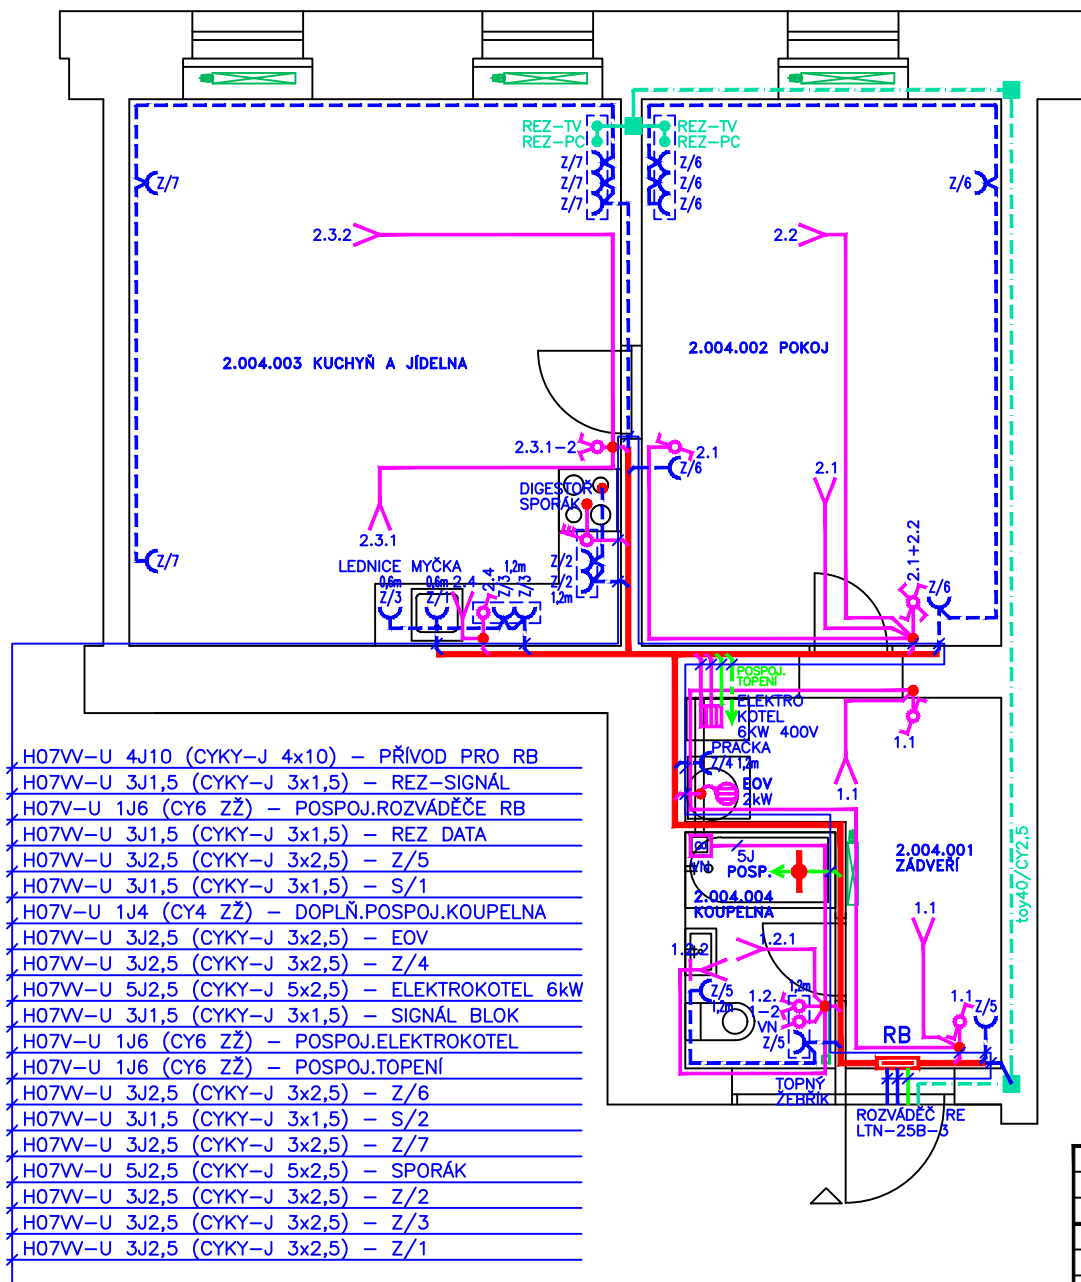 REZ-TV
REZ-PC
REZ-TV
REZ-PC
Z/7
Z/7
Z/7
Z/6
Z/6
Z/6
Z/7
Z/6
2.3.2
2.2
2.004.003 KUCHYŇ A JÍDELNA
2.004.002 POKOJ
2.3.1-2
2.1
Z/6
2.1
DIGESTOŘ
SPORÁK
2.3.1
Z/7
LEDNICE MYČKA
0,6m
Z/3
0,6m
Z/1
2.4
2.4
Z/3
1,2m
Z/3
Z/2
Z/2
1,2m
2.1+2.2
Z/6
POSPOJ.
TOPENÍ
ELEKTRO
KOTEL
6KW 400V
PRAČKA
Z/4 1,2m
EOV
2kW
1.1
1.1
VN
5J
POSP.
2.004.004
KOUPELNA
2.004.001
ZÁDVEŘÍ
toy40/CY2,5
1.2.2
1.2.1
1.1
Z/5
1,2m
1,2m
1.2.
1-2
VN
Z/5
1.1
Z/5
RB
TOPNÝ
ŽEBŘÍK
ROZVÁDĚČ RE
LTN-25B-3
H07VV-U 4J10 (CYKY-J 4x10) - PŘÍVOD PRO RB
H07VV-U 3J1,5 (CYKY-J 3x1,5) - REZ-SIGNÁL
H07V-U 1J6 (CY6 ZŽ) - POSPOJ.ROZVÁDĚČE RB
H07VV-U 3J1,5 (CYKY-J 3x1,5) - REZ DATA
H07VV-U 3J2,5 (CYKY-J 3x2,5) - Z/5
H07VV-U 3J1,5 (CYKY-J 3x1,5) - S/1
H07V-U 1J4 (CY4 ZŽ) - DOPLŇ.POSPOJ.KOUPELNA
H07VV-U 3J2,5 (CYKY-J 3x2,5) - EOV
H07VV-U 3J2,5 (CYKY-J 3x2,5) - Z/4
H07VV-U 5J2,5 (CYKY-J 5x2,5) - ELEKTROKOTEL 6kW
H07VV-U 3J1,5 (CYKY-J 3x1,5) - SIGNÁL BLOK
H07V-U 1J6 (CY6 ZŽ) - POSPOJ.ELEKTROKOTEL
H07V-U 1J6 (CY6 ZŽ) - POSPOJ.TOPENÍ
H07VV-U 3J2,5 (CYKY-J 3x2,5) - Z/6
H07VV-U 3J1,5 (CYKY-J 3x1,5) - S/2
H07VV-U 3J2,5 (CYKY-J 3x2,5) - Z/7
H07VV-U 5J2,5 (CYKY-J 5x2,5) - SPORÁK
H07VV-U 3J2,5 (CYKY-J 3x2,5) - Z/2
H07VV-U 3J2,5 (CYKY-J 3x2,5) - Z/3
H07VV-U 3J2,5 (CYKY-J 3x2,5) - Z/1